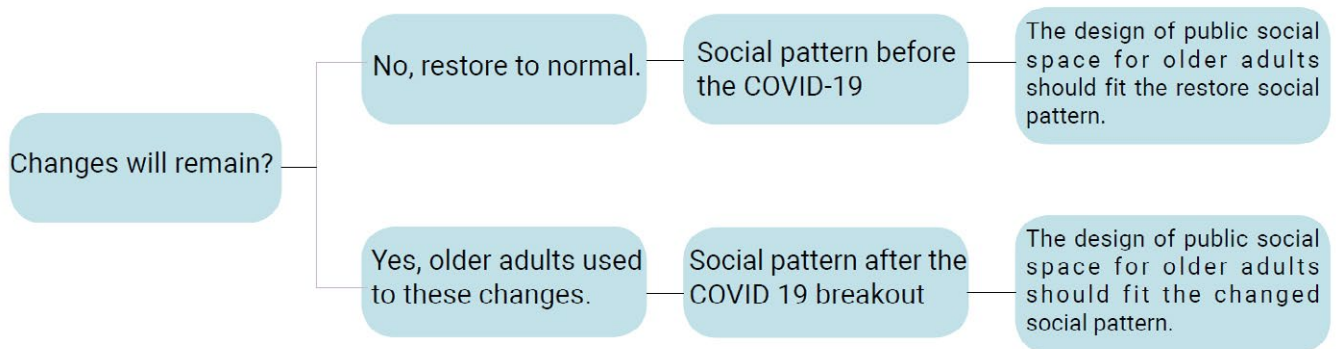 Changes will remain?
No, restore to normal.
Social pattern before
the COVID-19
The design of public social
space for older adults
should fit the restore social
pattern.
Yes, older adults used
to these changes.
Social pattern after the
COVID 19 breakout
The design of public social
space for older adults
should fit the changed
social pattern.